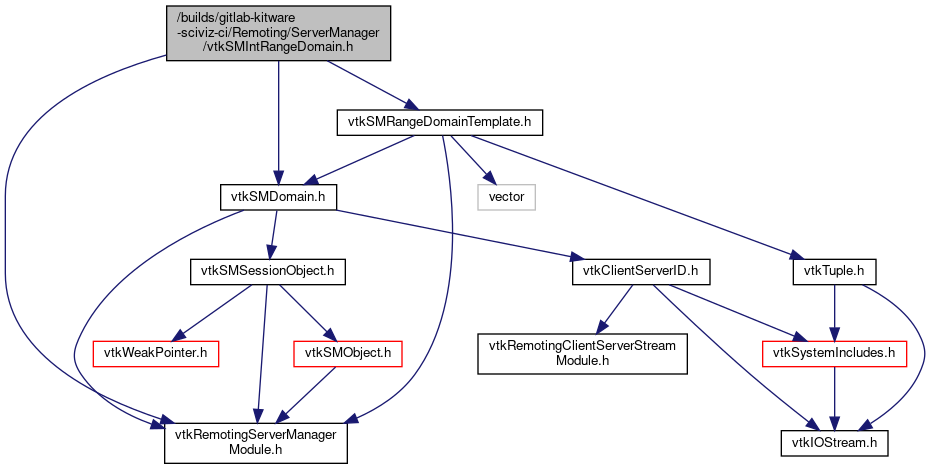 /builds/gitlab-kitware
-sciviz-ci/Remoting/ServerManager
/vtkSMIntRangeDomain.h
vtkSMRangeDomainTemplate.h
vtkSMDomain.h
vector
vtkSMSessionObject.h
vtkClientServerID.h
vtkTuple.h
vtkWeakPointer.h
vtkSMObject.h
vtkRemotingClientServerStream
Module.h
vtkSystemIncludes.h
vtkRemotingServerManager
Module.h
vtkIOStream.h